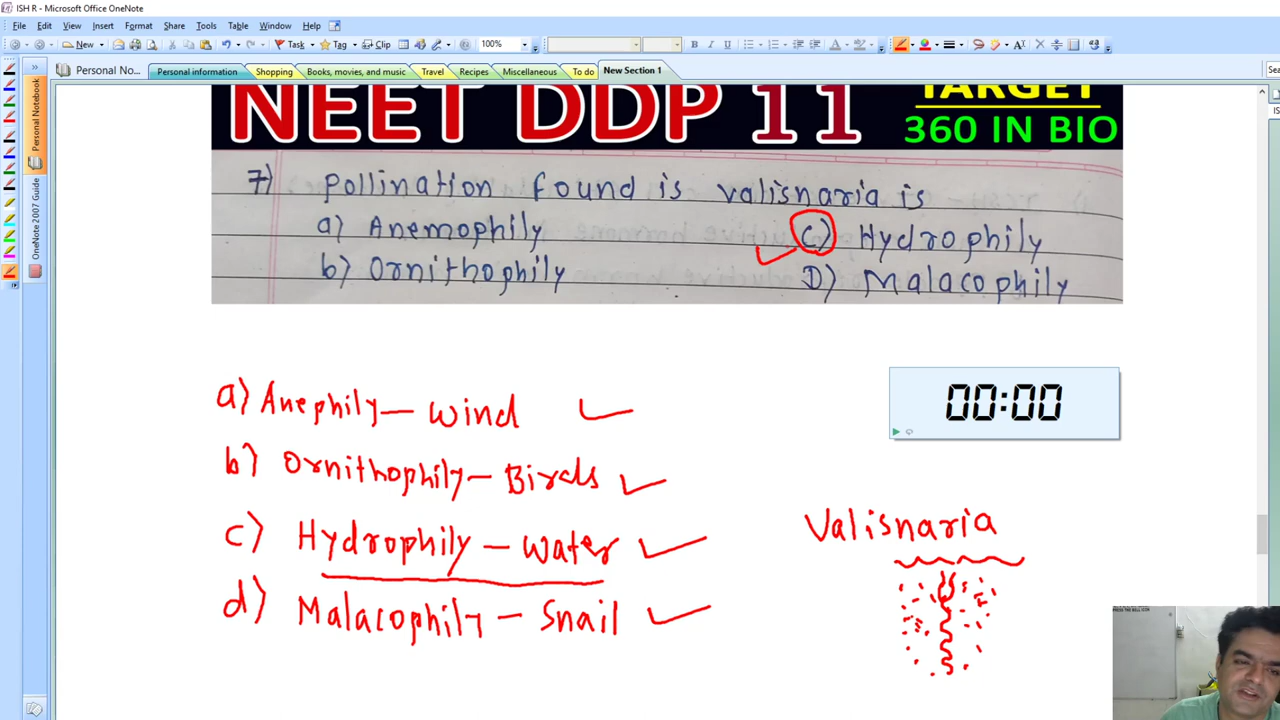 ISH R - Microsoft Office OneNote
File Edit View Insert Format Share Tools Table Window Help
New Task Tag Clip 100%
Personal No... Personal information Shopping Books, movies, and music Travel Recipes Miscellaneous To do New Section 1
Personal Notebook
OneNote 2007 Guide
NEET DDP 11
TARGET
360 IN BIO
7) Pollination found is valisnaria is
a) Anemophily C) Hydrophily
b) Ornithophily D) Malacophily
a) Anephily – Wind
b) Ornithophily – Birds
c) Hydrophily – Water
d) Malacophily – Snail
00:00
Valisnaria